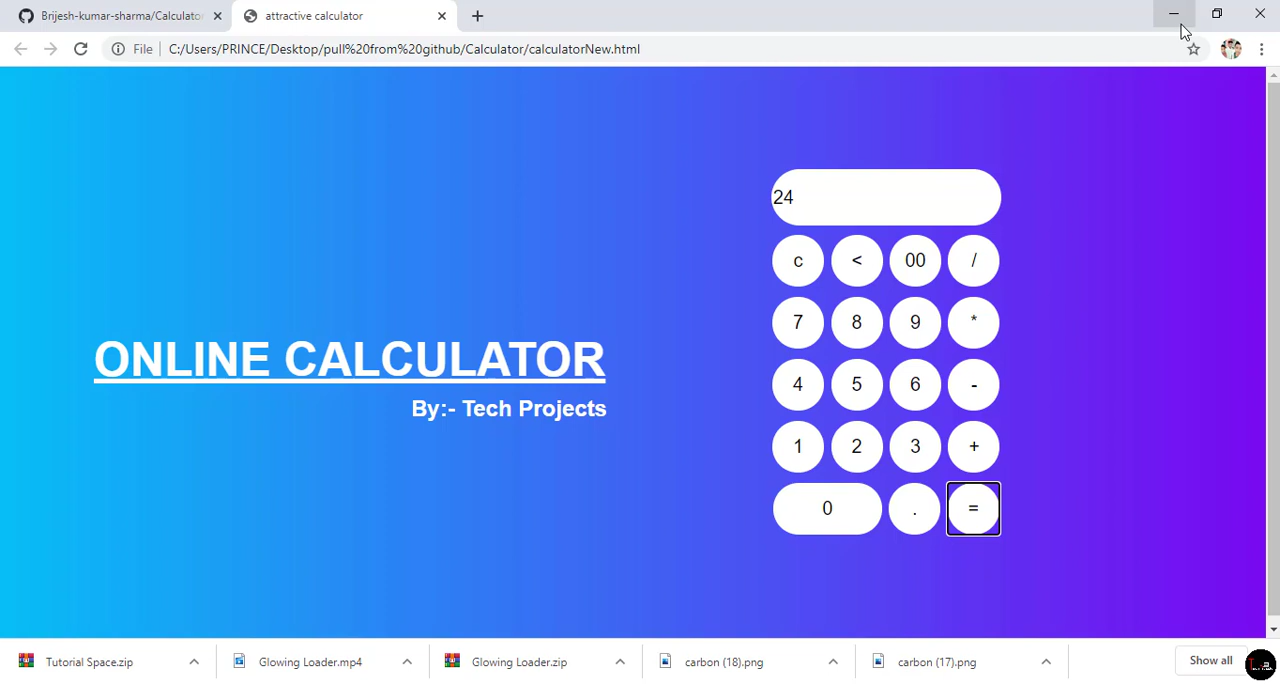 Brijesh-kumar-sharma/Calculator
attractive calculator
File
C:/Users/PRINCE/Desktop/pull%20from%20github/Calculator/calculatorNew.html
24
c < 00 /
7 8 9 *
4 5 6 -
1 2 3 +
0 . =
ONLINE CALCULATOR
By:- Tech Projects
Tutorial Space.zip
Glowing Loader.mp4
Glowing Loader.zip
carbon (18).png
carbon (17).png
Show all